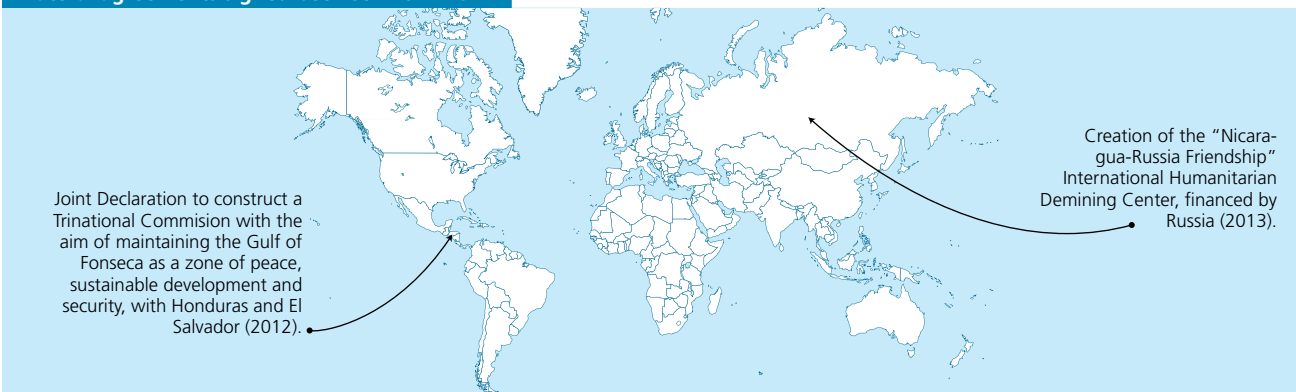 Joint Declaration to construct a
Trinational Commision with the
aim of maintaining the Gulf of
Fonseca as a zone of peace,
sustainable development and
security, with Honduras and El
Salvador (2012).
Creation of the “Nicara-
gua-Russia Friendship”
International Humanitarian
Demining Center, financed by
Russia (2013).